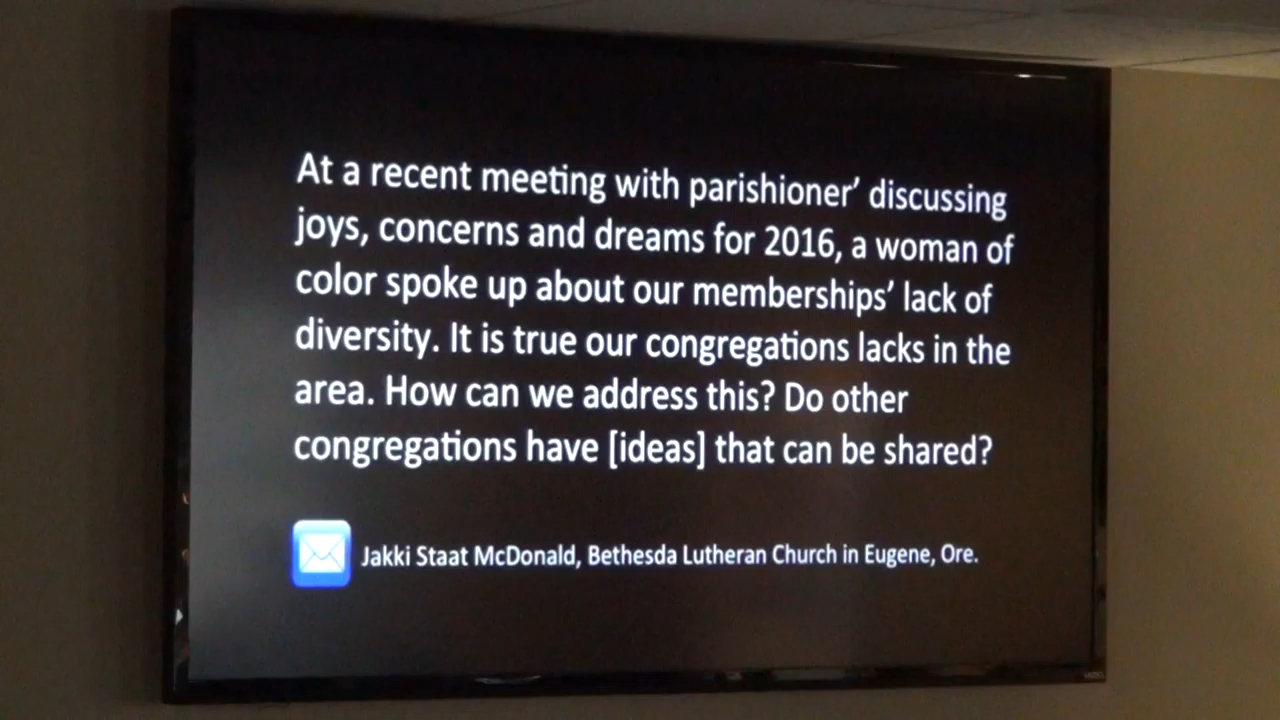 At a recent meeting with parishioner’ discussing
joys, concerns and dreams for 2016, a woman of
color spoke up about our memberships’ lack of
diversity. It is true our congregations lacks in the
area. How can we address this? Do other
congregations have [ideas] that can be shared?
Jakki Staat McDonald, Bethesda Lutheran Church in Eugene, Ore.